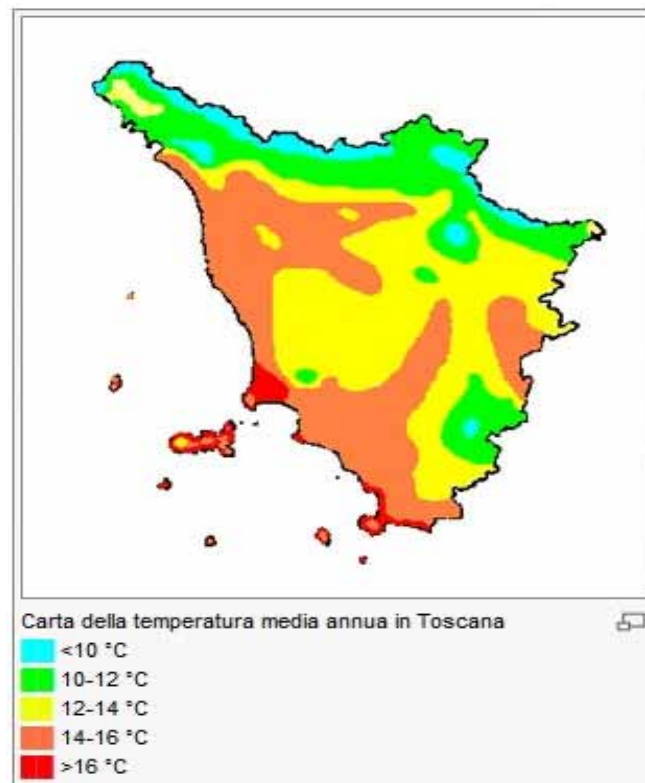 Carta della temperatura media annua in Toscana
<10 °C
10-12 °C
12-14 °C
14-16 °C
>16 °C